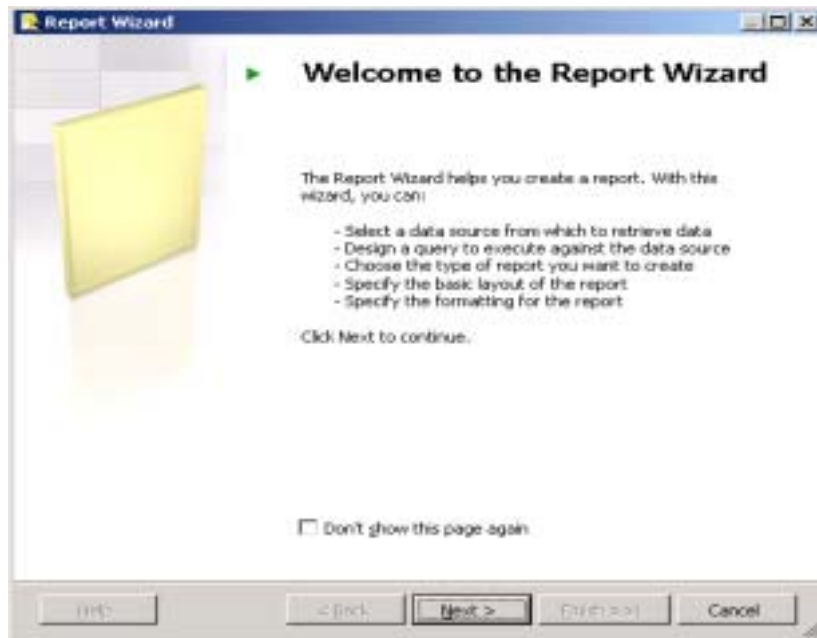 Report Wizard
Welcome to the Report Wizard
The Report Wizard helps you create a report. With this
wizard, you can:
- Select a data source from which to retrieve data
- Design a query to execute against the data source
- Choose the type of report you want to create
- Specify the basic layout of the report
- Specify the formatting for the report
Click Next to continue.
Don't show this page again
Help < Back Next > Finish >>| Cancel